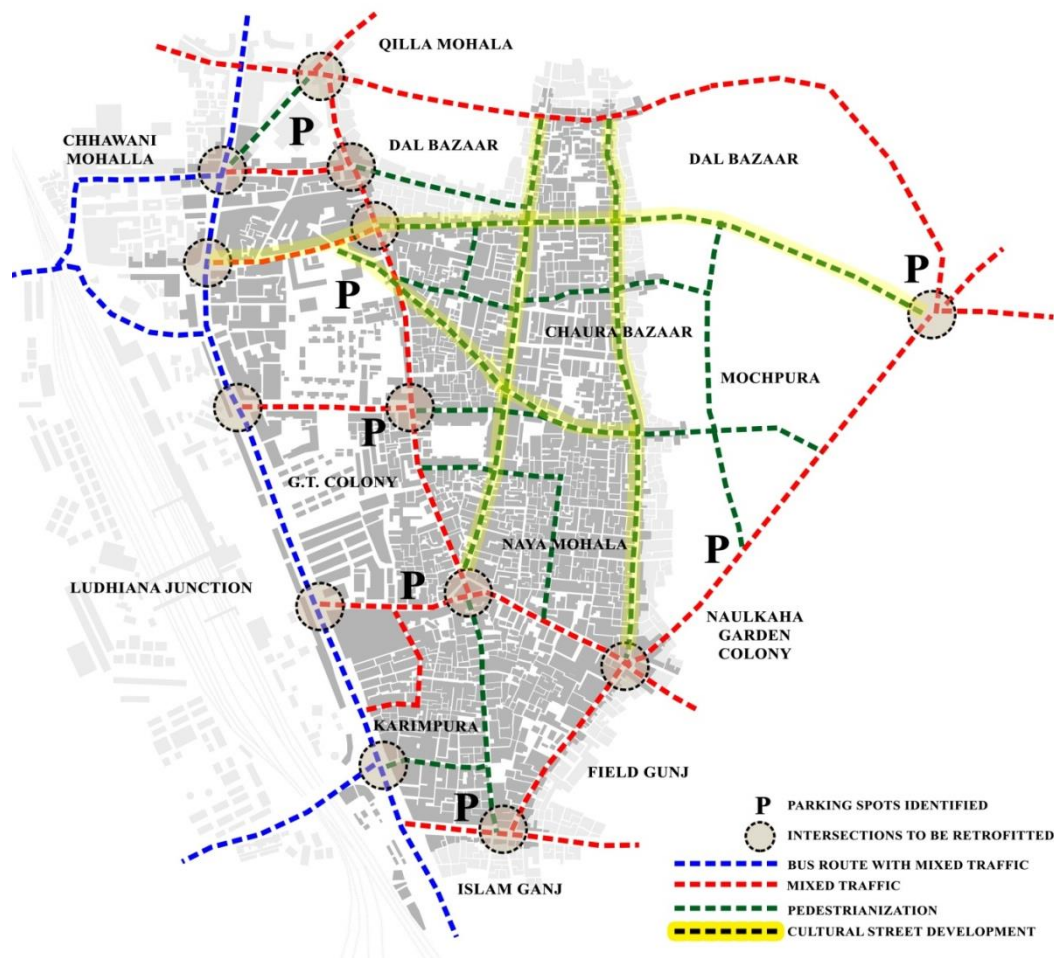 QILLA MOHALA
P
CHHAWANI
MOHALLA
DAL BAZAAR
DAL BAZAAR
P
P
CHAURA BAZAAR
MOCHPURA
P
G.T. COLONY
P
NAYA MOHALA
P
LUDHIANA JUNCTION
NAULKAHA
GARDEN
COLONY
KARIMPURA
FIELD GUNJ
P
ISLAM GANJ
P PARKING SPOTS IDENTIFIED
INTERSECTIONS TO BE RETROFITTED
BUS ROUTE WITH MIXED TRAFFIC
MIXED TRAFFIC
PEDESTRIANIZATION
CULTURAL STREET DEVELOPMENT